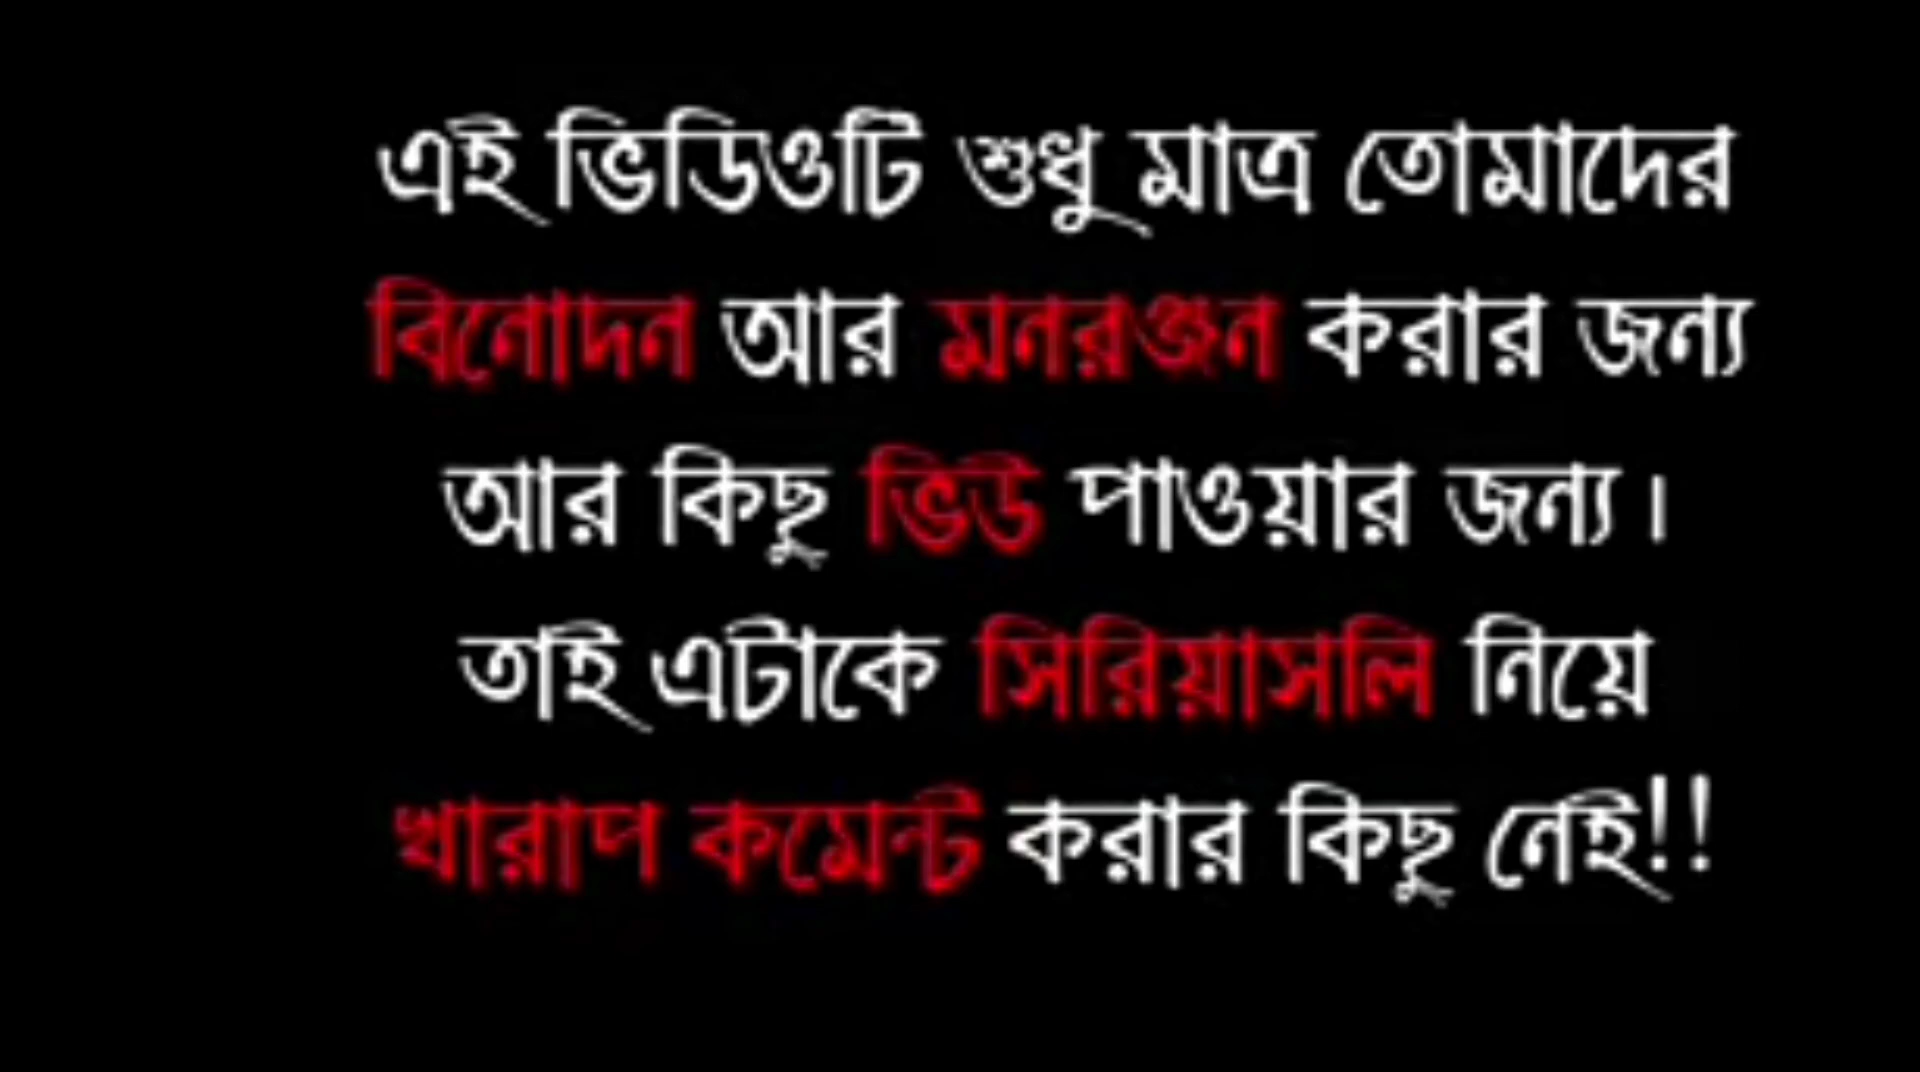 এই ভিডিওটি শুধু মাত্র তোমাদের
বিনোদন আর মনরঞ্জন করার জন্য
আর কিছু ভিউ পাওয়ার জন্য।
তাই এটাকে সিরিয়াসলি নিয়ে
খারাপ কমেন্ট করার কিছু নেই!!